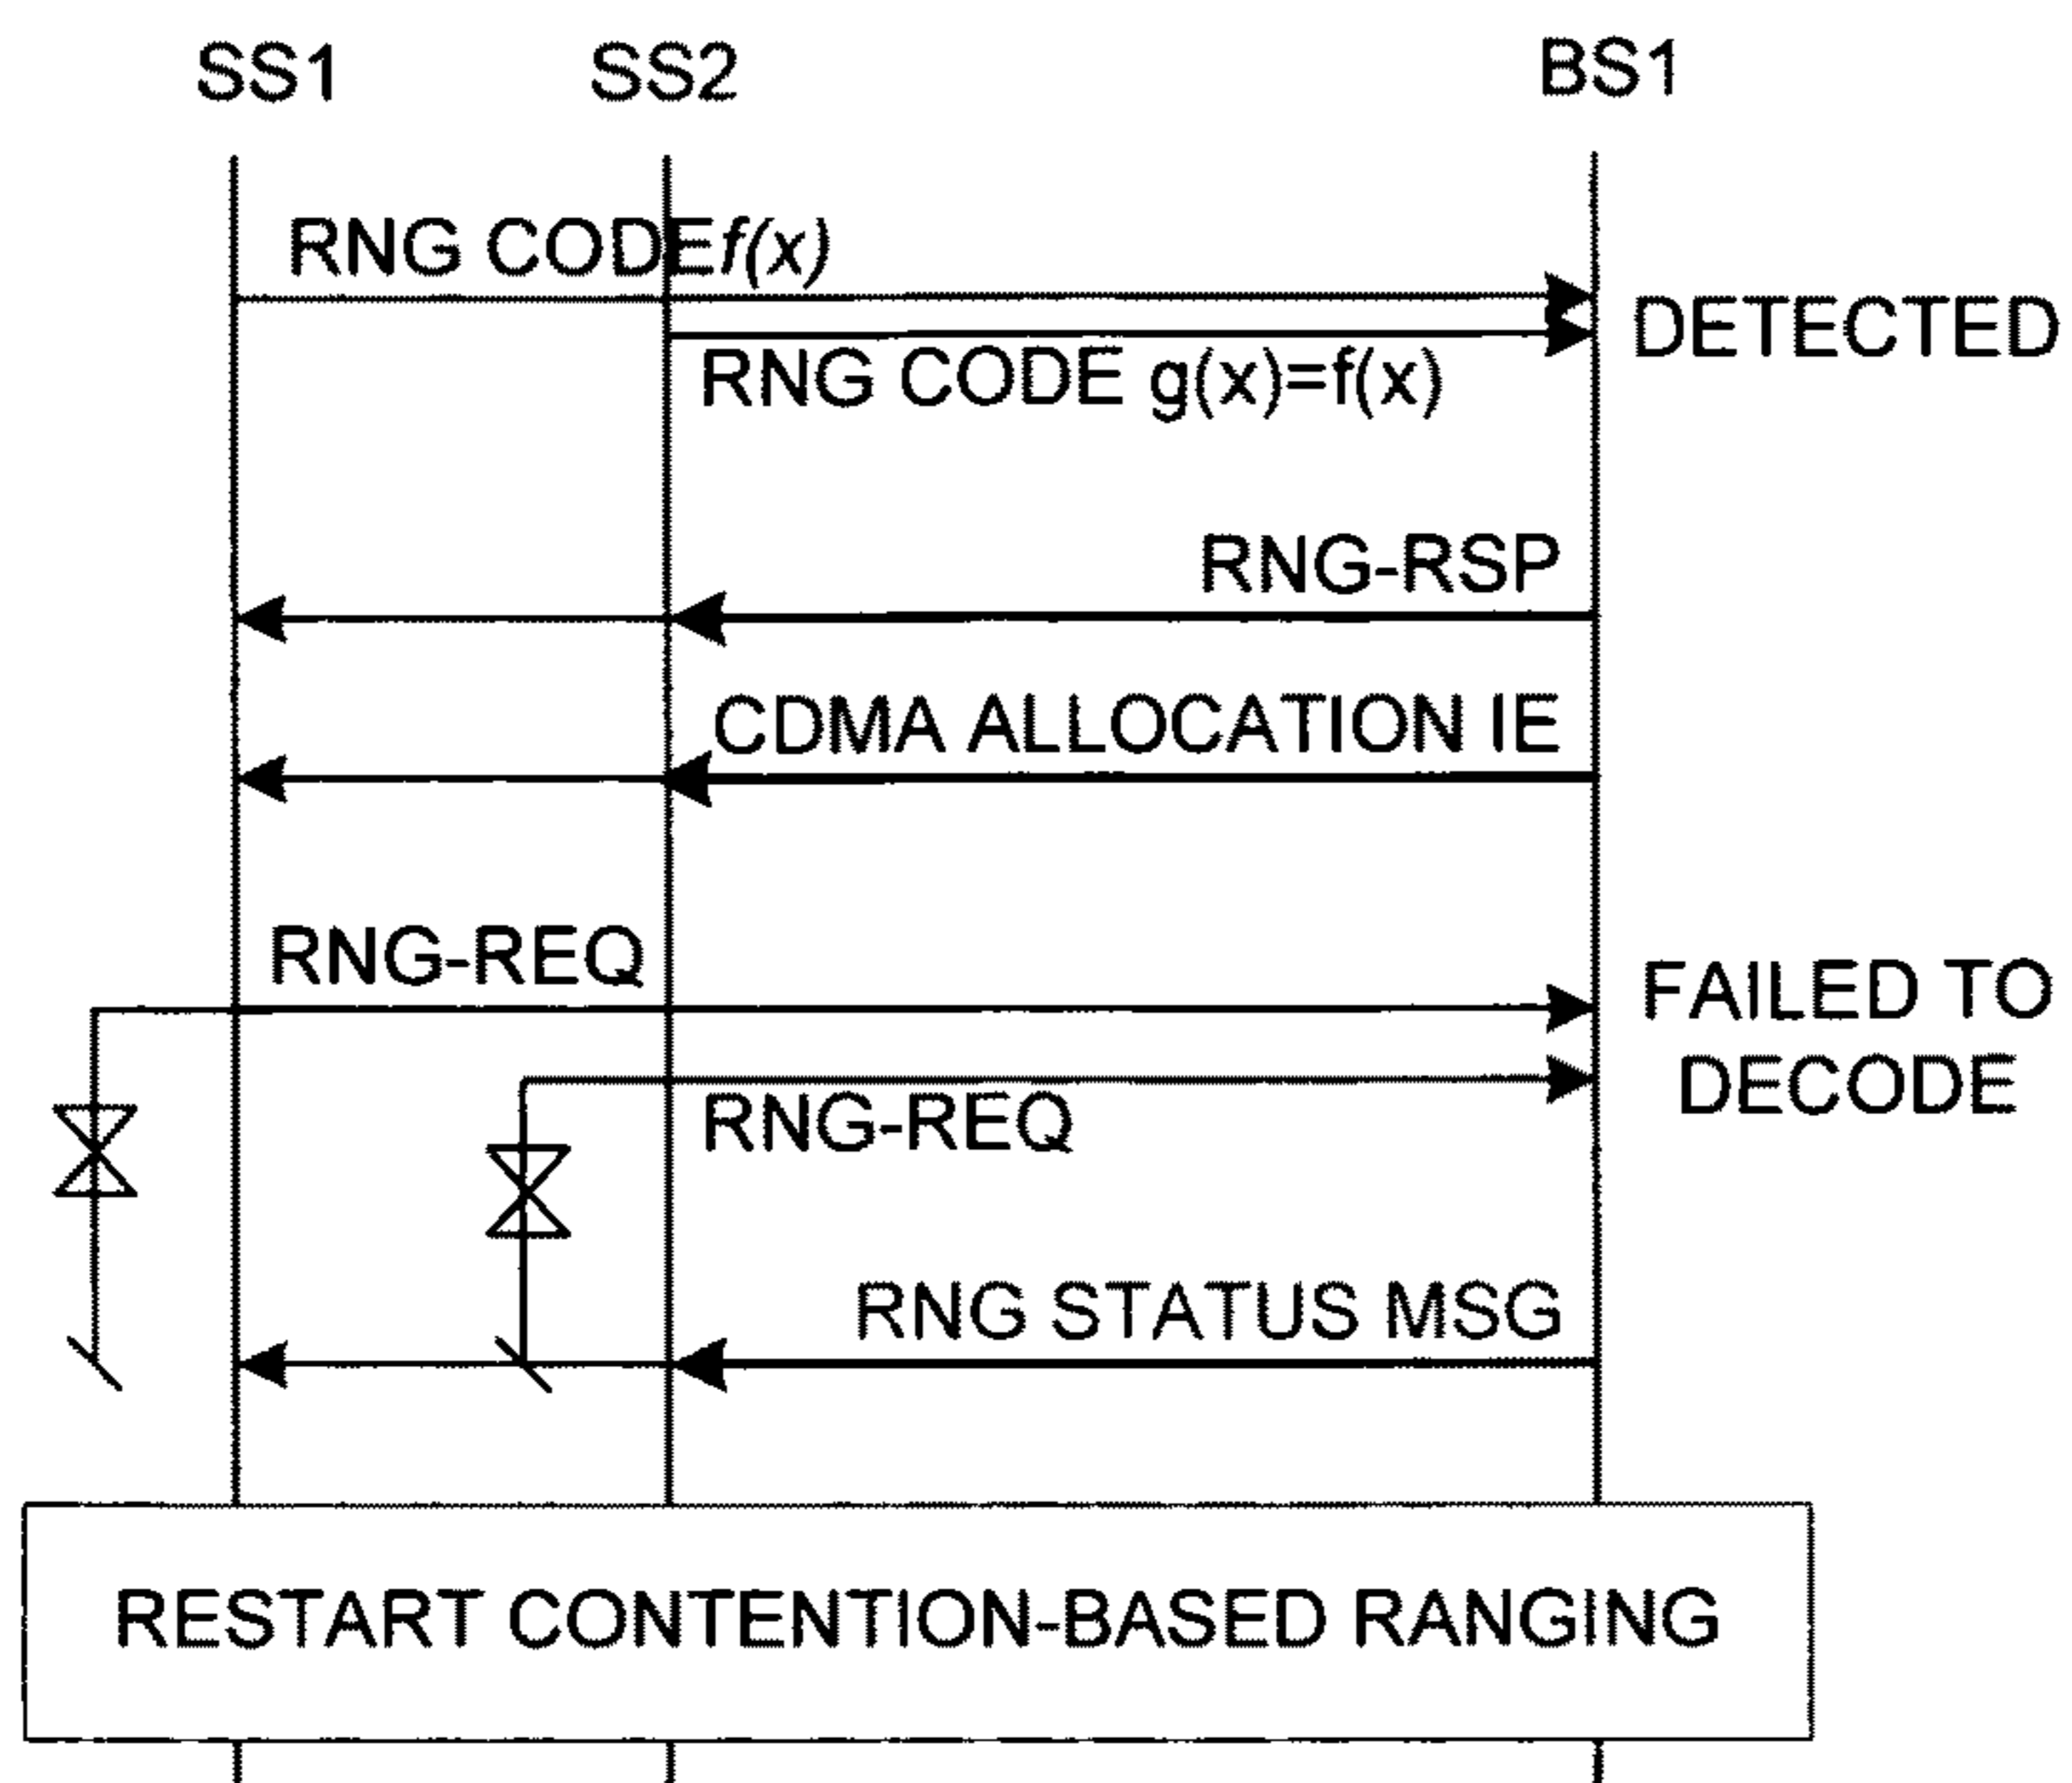 SS1 SS2 BS1
RNG CODE f(x)
DETECTED
RNG CODE g(x)=f(x)
RNG-RSP
CDMA ALLOCATION IE
RNG-REQ
FAILED TO
DECODE
RNG-REQ
RNG STATUS MSG
RESTART CONTENTION-BASED RANGING